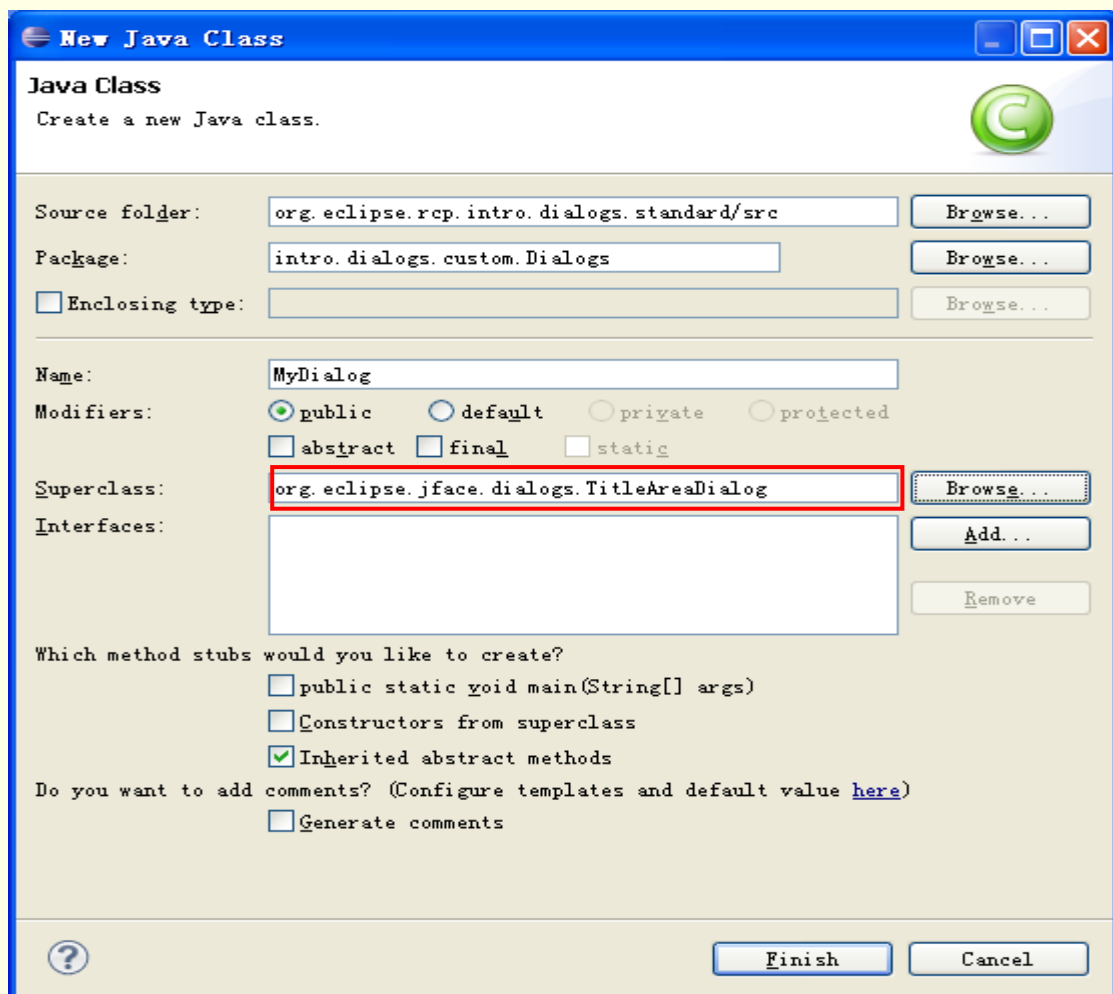 New Java Class
Java Class
Create a new Java class.
Source folder: org.eclipse.rcp.intro.dialogs.standard/src Browse...
Package: intro.dialogs.custom.Dialogs Browse...
Enclosing type: Browse...
Name: MyDialog
Modifiers: public default private protected
abstract final static
Superclass: org.eclipse.jface.dialogs.TitleAreaDialog Browse...
Interfaces: Add...
Remove
Which method stubs would you like to create?
public static void main(String[] args)
Constructors from superclass
Inherited abstract methods
Do you want to add comments? (Configure templates and default value here)
Generate comments
? Finish Cancel